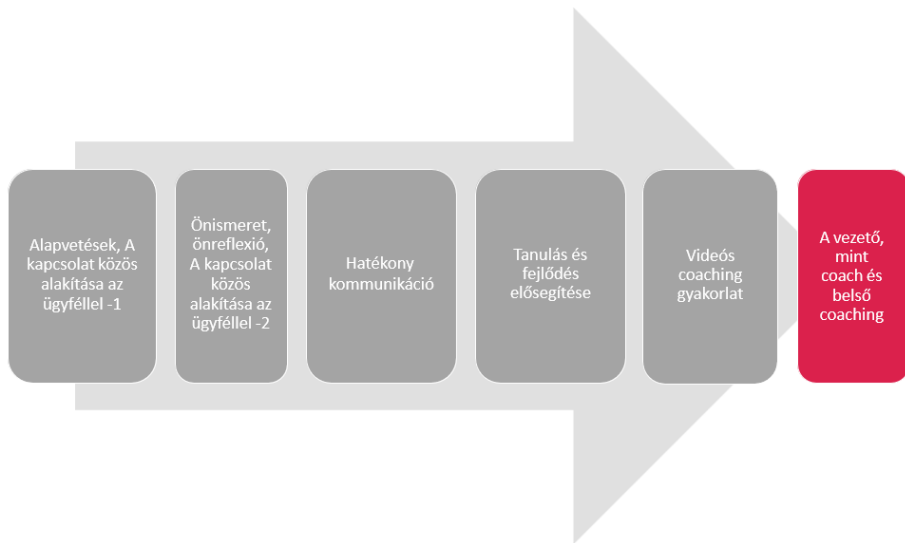 Alapvetések, A
kapcsolat közös
alakítása az
ügyféllel -1
Önismeret,
önreflexió,
A kapcsolat
közös
alakítása az
ügyféllel -2
Hatékony
kommunikáció
Tanulás és
fejlődés
elősegítése
Videós
coaching
gyakorlat
A vezető,
mint
coach és
belső
coaching